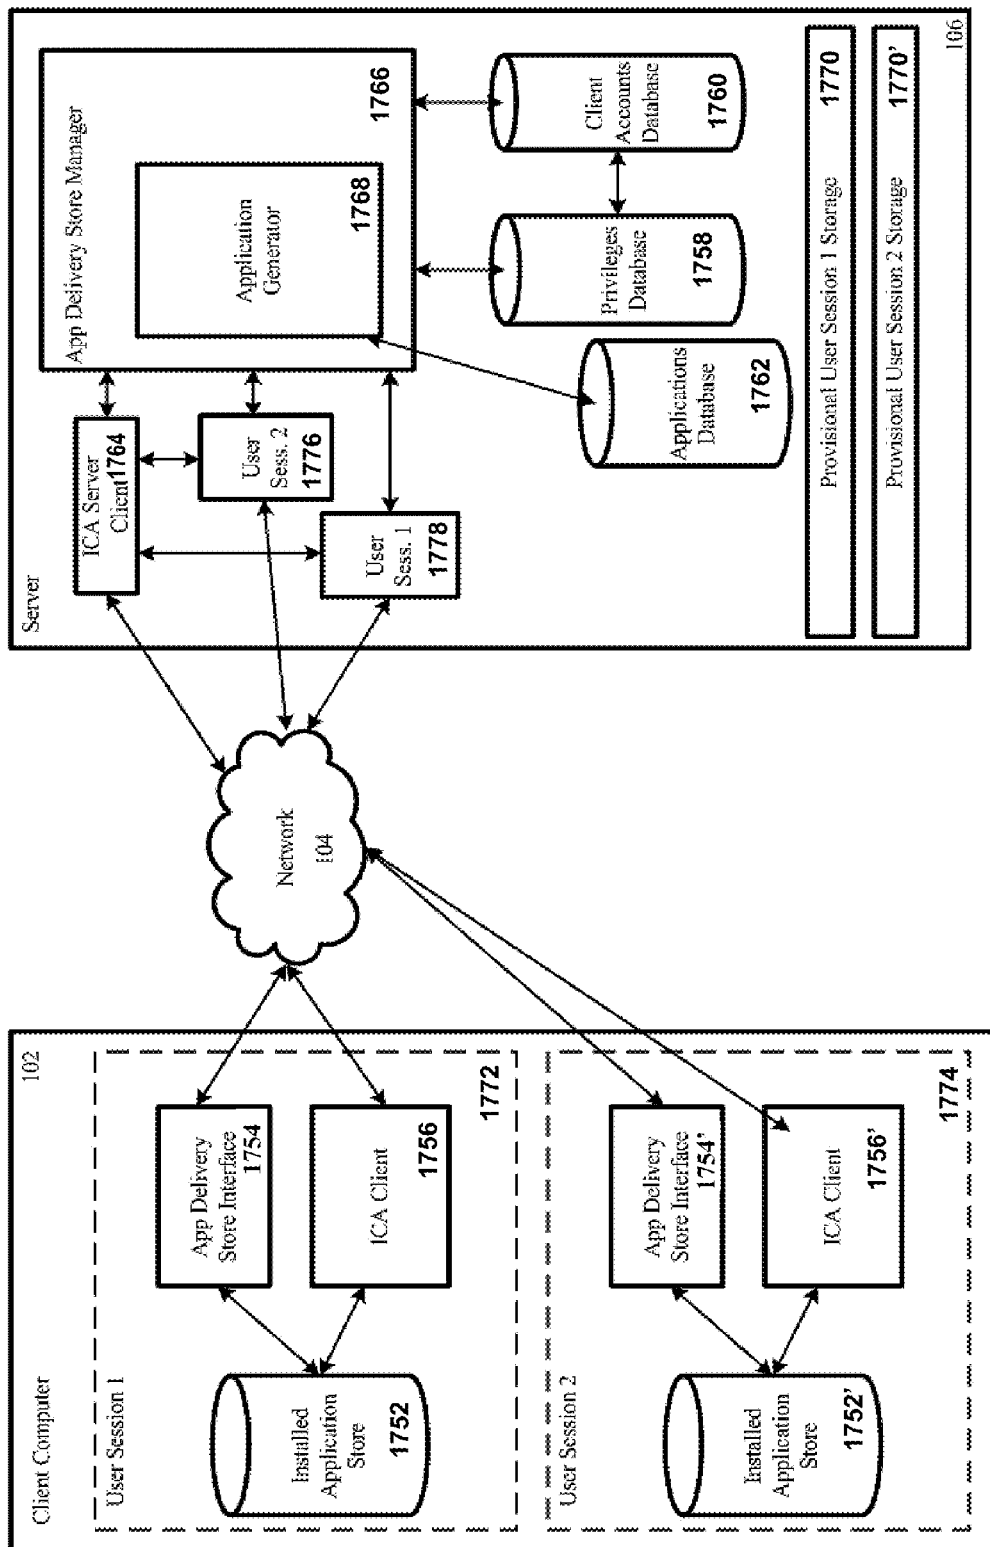 Client Computer
102
User Session 1
Installed
Application
Store
1752
App Delivery
Store Interface
1754
ICA Client
1756
1772
User Session 2
Installed
Application
Store
1752’
App Delivery
Store Interface
1754’
ICA Client
1756’
1774
Network
104
Server
ICA Server
Client1764
User
Sess. 2
1776
User
Sess. 1
1778
App Delivery Store Manager
Application
Generator
1768
1766
Applications
Database
1762
Privileges
Database
1758
Client
Accounts
Database
1760
Provisional User Session 1 Storage 1770
Provisional User Session 2 Storage 1770’
106